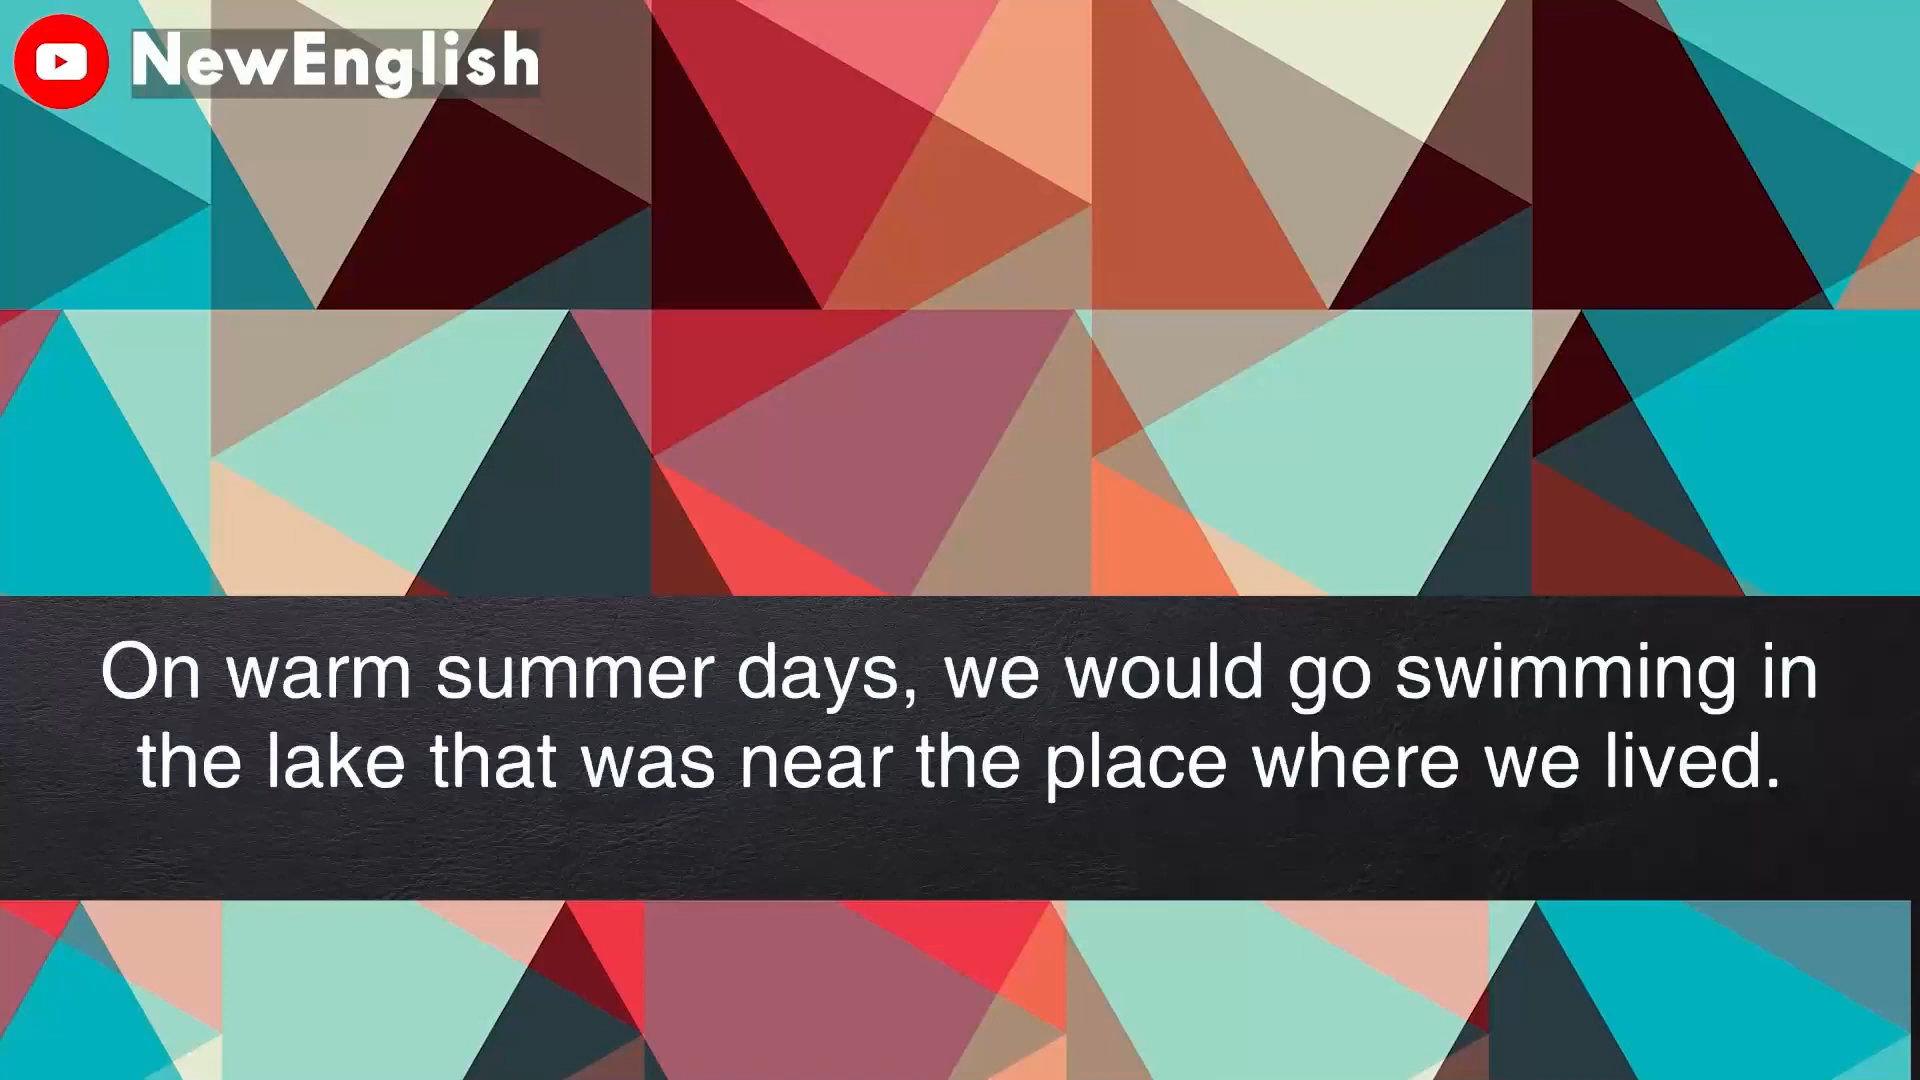 NewEnglish
On warm summer days, we would go swimming in
the lake that was near the place where we lived.